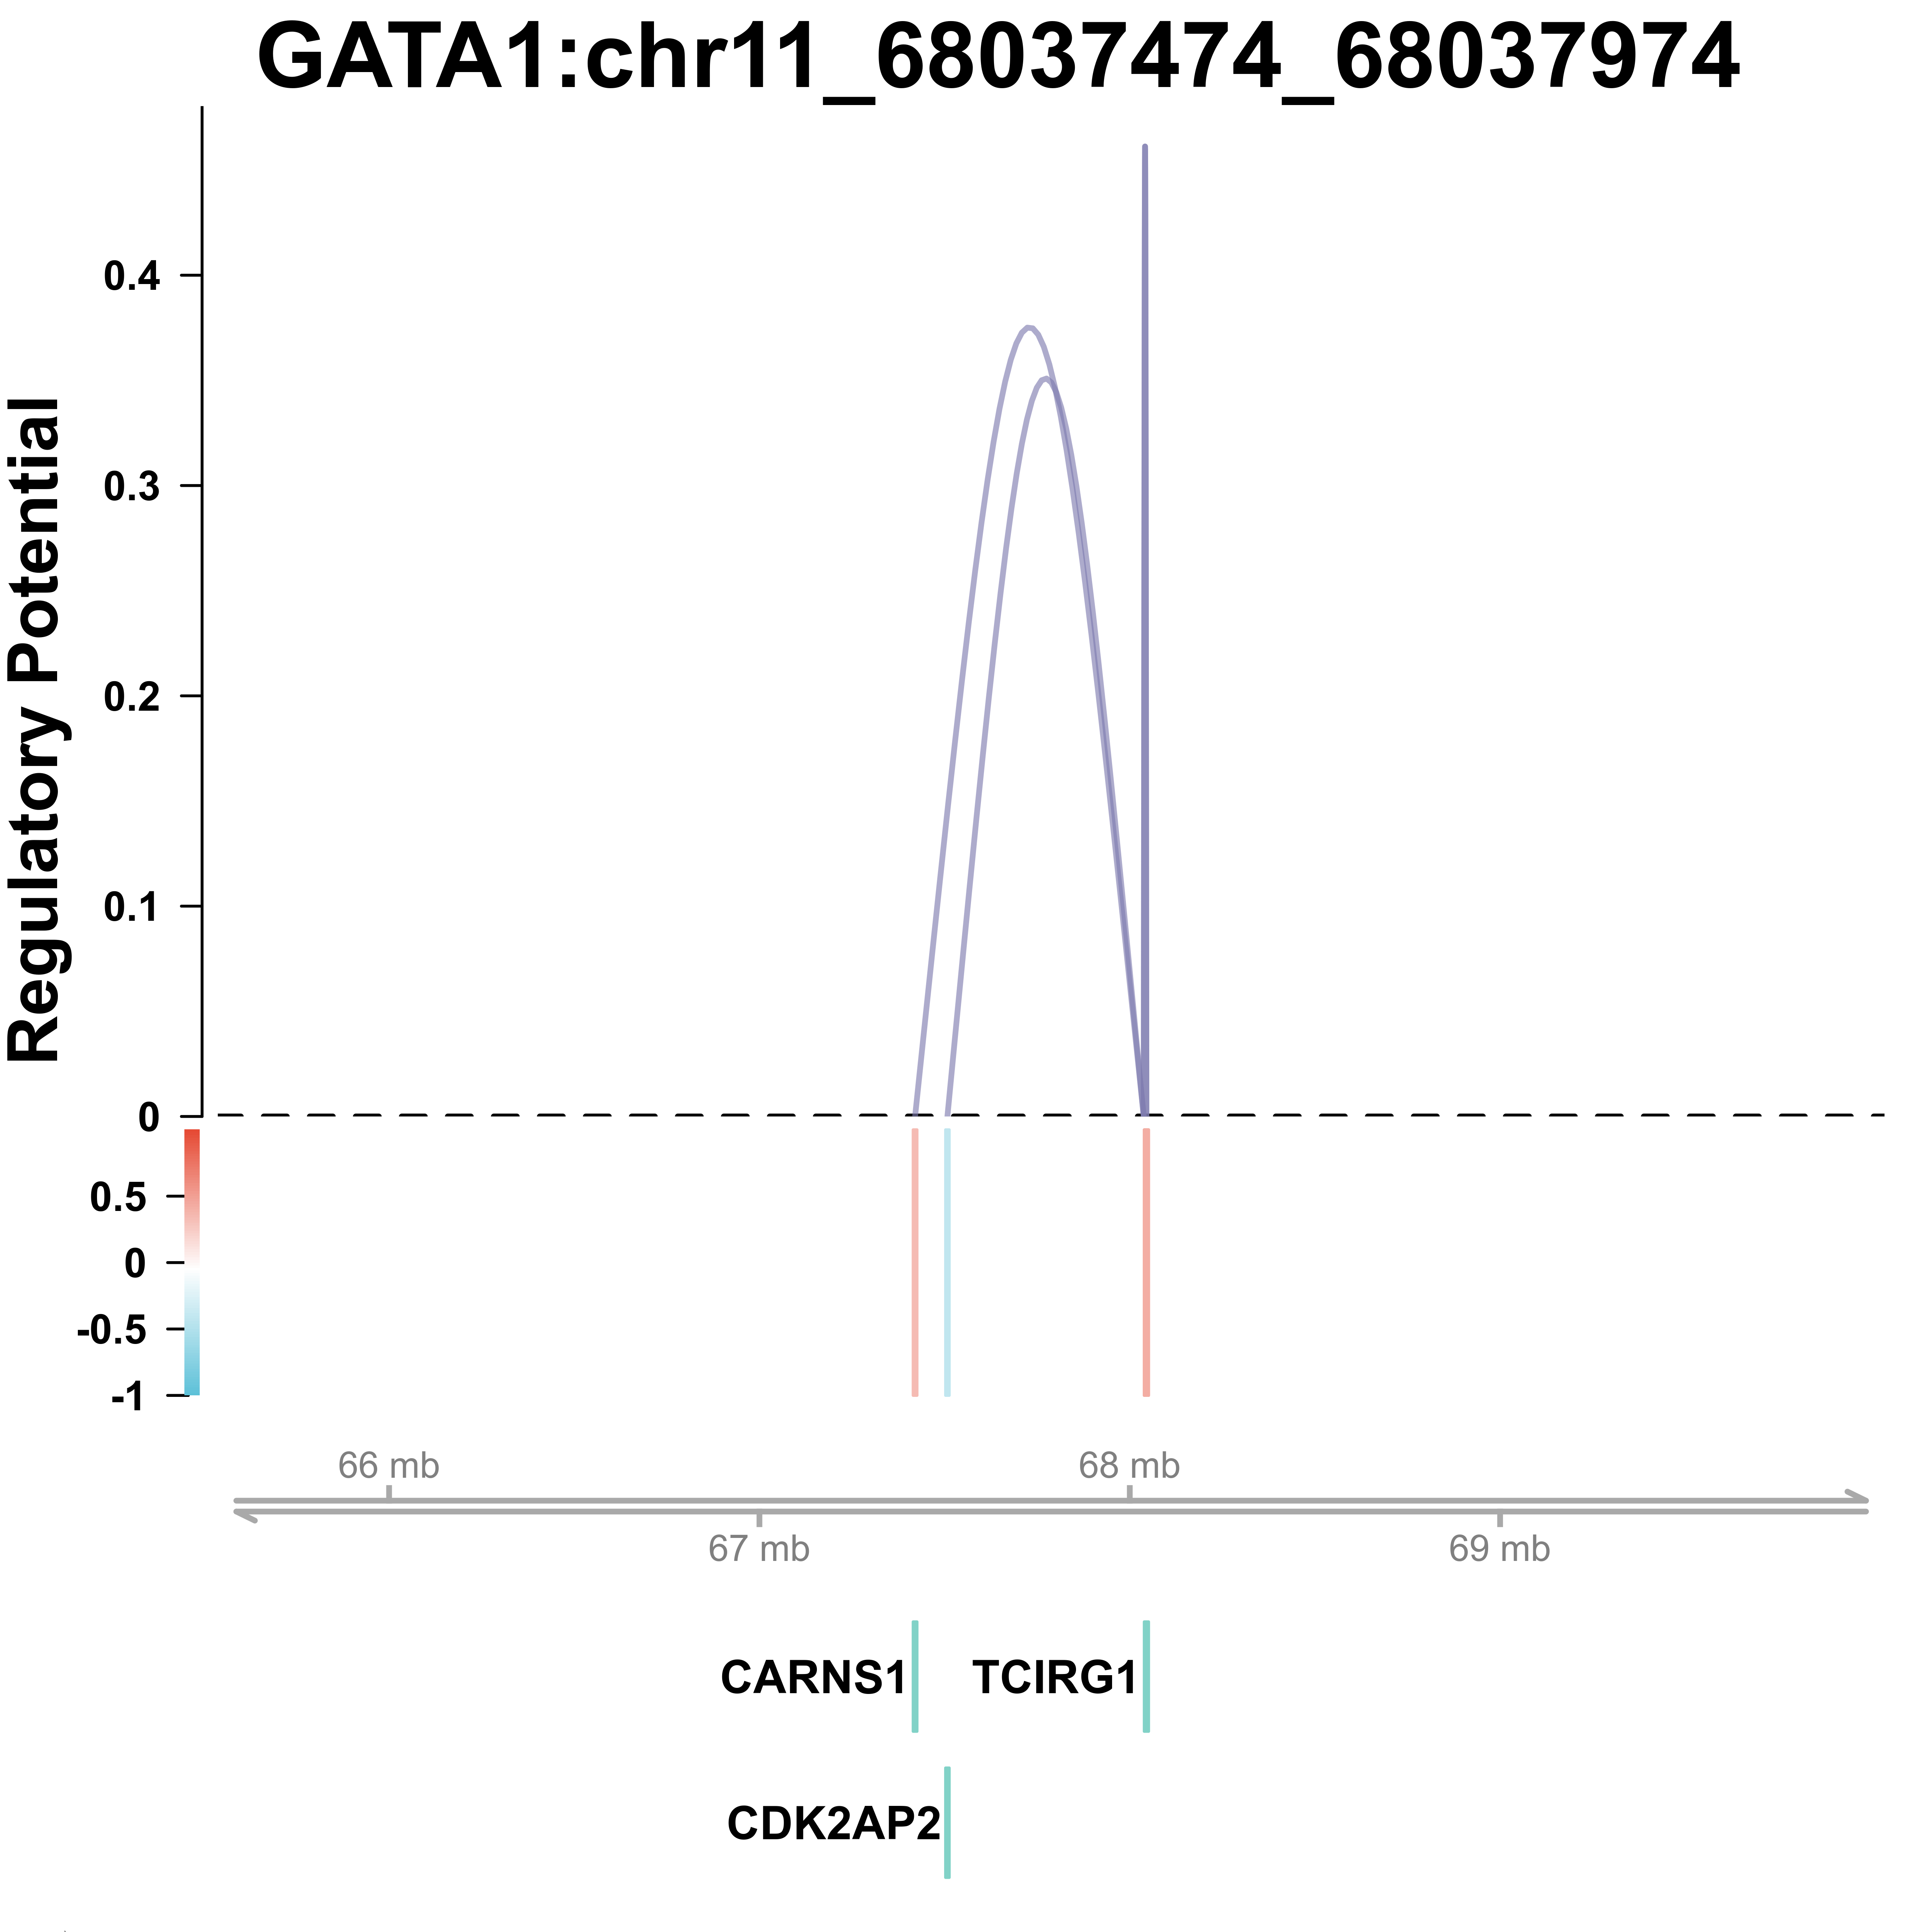 GATA1:chr11_68037474_68037974
Regulatory Potential
0.4
0.3
0.2
0.1
0
0.5
0
-0.5
-1
66 mb
68 mb
67 mb
69 mb
CARNS1
TCIRG1
CDK2AP2